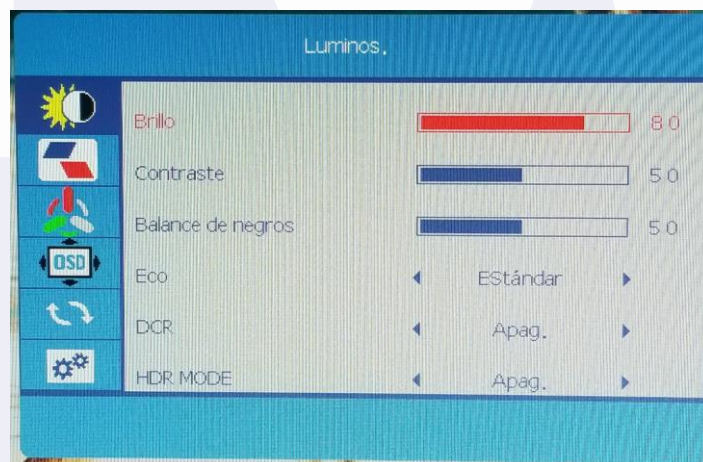 Luminos.
Brillo 80
Contraste 50
Balance de negros 50
Eco EStándar
OSD
DCR Apag.
HDR MODE Apag.